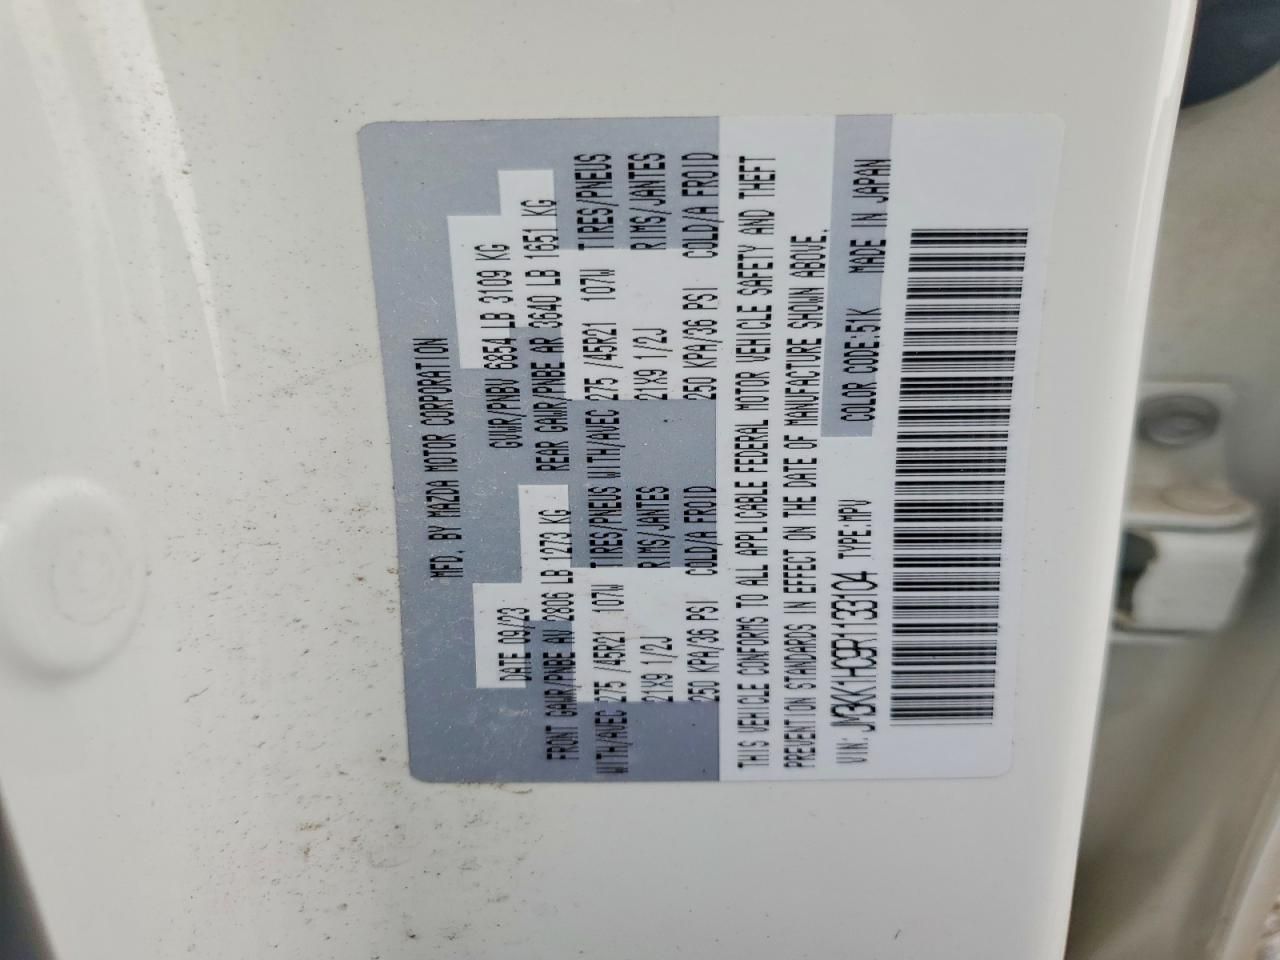 MFD. BY MAZDA MOTOR CORPORATION
DATE 09/23 GVWR/PNBV 6854 LB 3109 KG
FRONT GAWR/PNBE AV 2806 LB 1273 KG REAR GAWR/PNBE AR 3640 LB 1651 KG
WITH/AVEC 275 /45R21 107W TIRES/PNEUS WITH/AVEC 275 /45R21 107W TIRES/PNEUS
21X9 1/2J RIMS/JANTES 21X9 1/2J RIMS/JANTES
250 KPA/36 PSI COLD/A FROID 250 KPA/36 PSI COLD/A FROID
THIS VEHICLE CONFORMS TO ALL APPLICABLE FEDERAL MOTOR VEHICLE SAFETY AND THEFT
PREVENTION STANDARDS IN EFFECT ON THE DATE OF MANUFACTURE SHOWN ABOVE.
VIN: JM3KK1HC9R1133104 TYPE:MPV COLOR CODE:51K MADE IN JAPAN